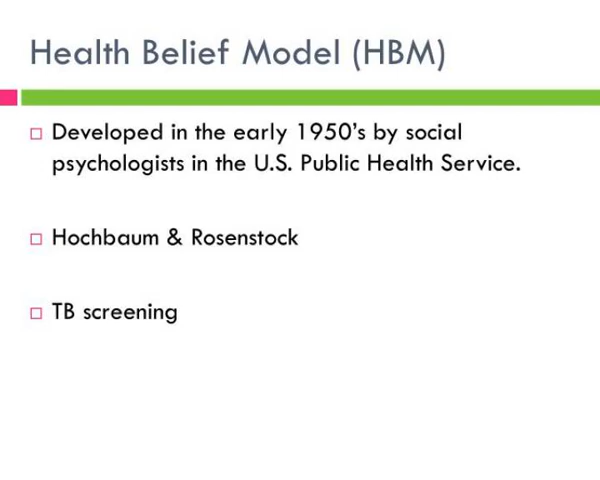 Health Belief Model (HBM)
Developed in the early 1950's by social
psychologists in the U.S. Public Health Service.
Hochbaum & Rosenstock
TB screening